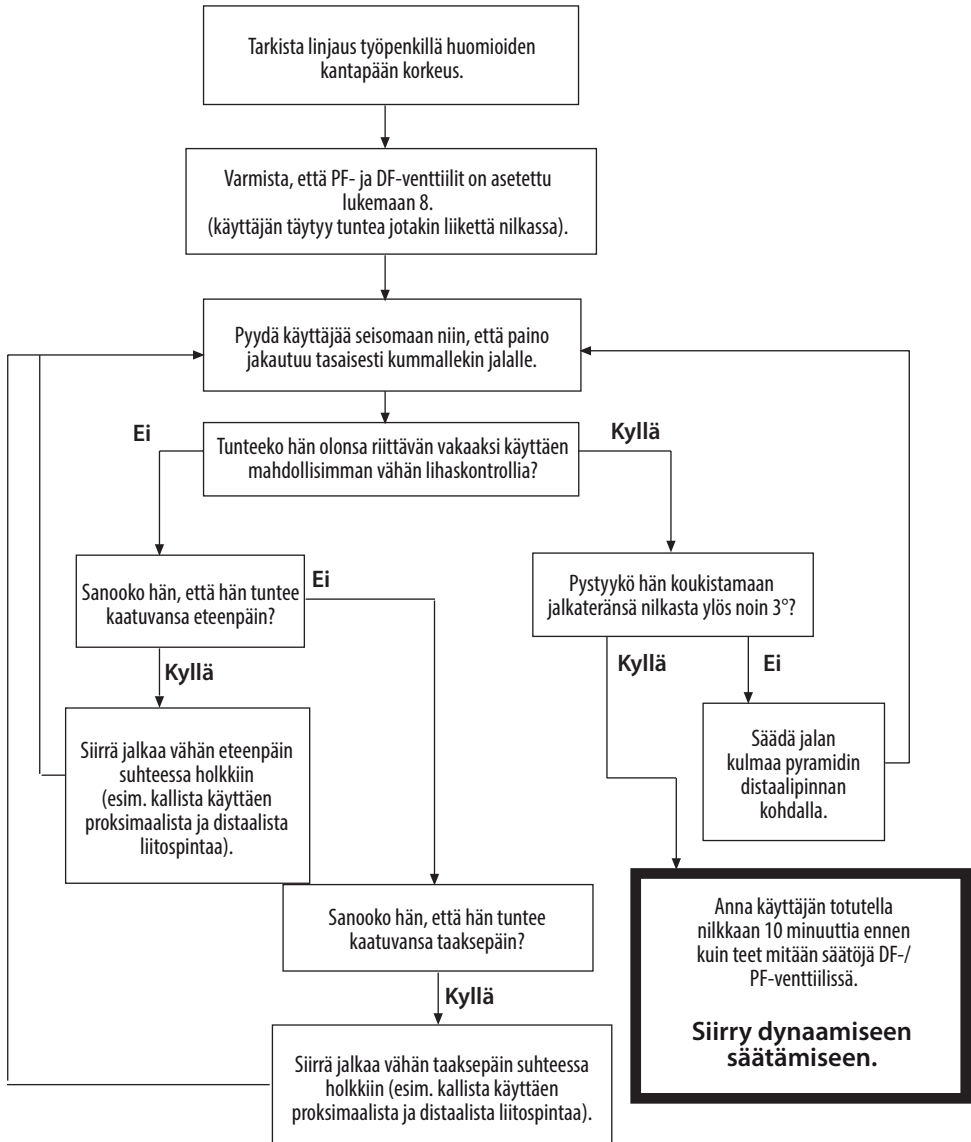 Tarkista linjaus työpenkillä huomioiden
kantapään korkeus.
Varmista, että PF- ja DF-venttiilit on asetettu
lukemaan 8.
(käyttäjän täytyy tuntea jotakin liikettä nilkassa).
Pyydä käyttäjää seisomaan niin, että paino
jakautuu tasaisesti kummallekin jalalle.
Ei
Kyllä
Tunteeko hän olonsa riittävän vakaaksi käyttäen
mahdollisimman vähän lihaskontrollia?
Sanooko hän, että hän tuntee
kaatuvansa eteenpäin?
Ei
Kyllä
Pystyykö hän koukistamaan
jalkateränsä nilkasta ylös noin 3°?
Kyllä
Ei
Siirrä jalkaa vähän eteenpäin
suhteessa holkkiin
(esim. kallista käyttäen
proksimaalista ja distaalista
liitospintaa).
Säädä jalan
kulmaa pyramidin
distaalipinnan
kohdalla.
Sanooko hän, että hän tuntee
kaatuvansa taaksepäin?
Kyllä
Anna käyttäjän totutella
nilkkaan 10 minuuttia ennen
kuin teet mitään säätöjä DF-/
PF-venttiilissä.
Siirry dynaamiseen
säätämiseen.
Siirrä jalkaa vähän taaksepäin suhteessa
holkkiin (esim. kallista käyttäen
proksimaalista ja distaalista liitospintaa).